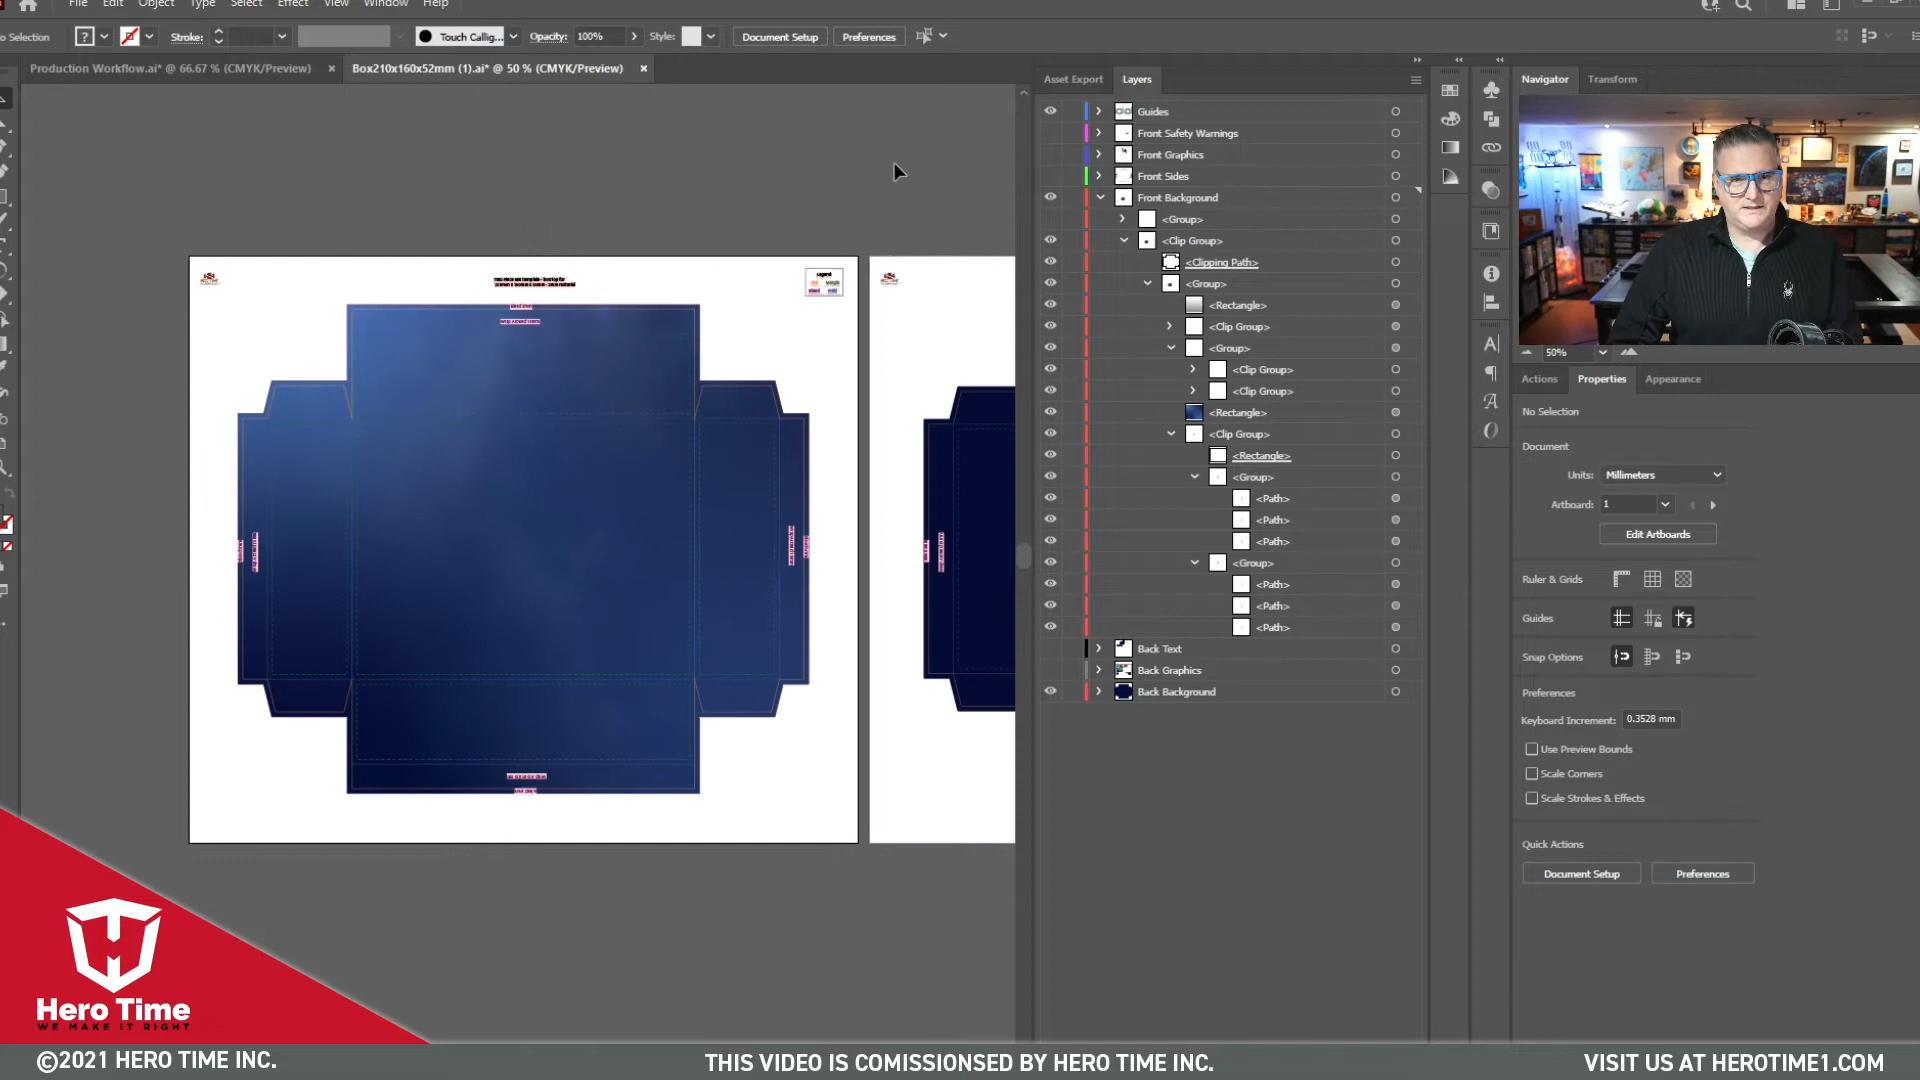 File Edit Object Type Select Effect View Window Help
Selection Stroke: Touch Callig... Opacity: 100% Style: Document Setup Preferences
Production Workflow.ai* @ 66.67 % (CMYK/Preview) × Box210x160x52mm (1).ai* @ 50 % (CMYK/Preview) ×
Asset Export Layers
Navigator Transform
Guides
Front Safety Warnings
Front Graphics
Front Sides
Front Background
<Group>
<Clip Group>
<Clipping Path>
<Group>
<Rectangle>
<Clip Group>
<Group>
<Clip Group>
<Clip Group>
<Rectangle>
<Clip Group>
<Rectangle>
<Group>
<Path>
<Path>
<Path>
<Group>
<Path>
<Path>
<Path>
Back Text
Back Graphics
Back Background
50%
Actions Properties Appearance
No Selection
Document
Units: Millimeters
Artboard: 1
Edit Artboards
Ruler & Grids
Guides
Snap Options
Preferences
Keyboard Increment: 0.3528 mm
Use Preview Bounds
Scale Corners
Scale Strokes & Effects
Quick Actions
Document Setup Preferences
Legend
Hero Time
WE MAKE IT RIGHT
©2021 HERO TIME INC.
THIS VIDEO IS COMISSIONSED BY HERO TIME INC.
VISIT US AT HEROTIME1.COM